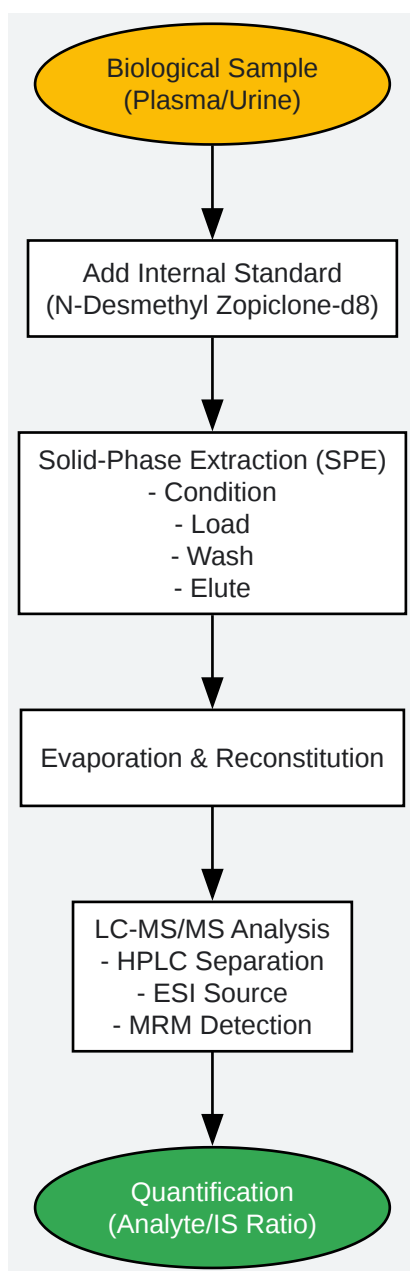 Biological Sample
(Plasma/Urine)
Add Internal Standard
(N-Desmethyl Zopiclone-d8)
Solid-Phase Extraction (SPE)
- Condition
- Load
- Wash
- Elute
Evaporation & Reconstitution
LC-MS/MS Analysis
- HPLC Separation
- ESI Source
- MRM Detection
Quantification
(Analyte/IS Ratio)